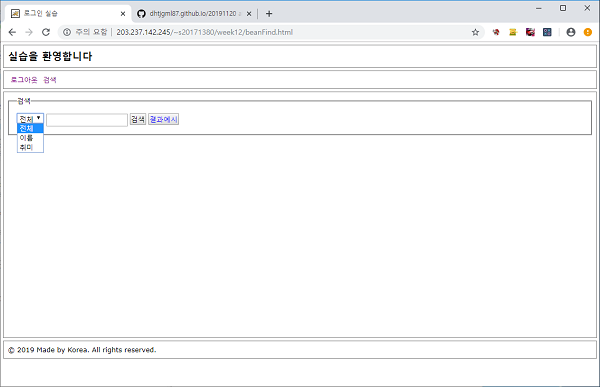 로그인 실습
dhtjgml87.github.io/20191120
주의 요함 203.237.142.245/~s20171380/week12/beanFind.html
실습을 환영합니다
로그아웃 검색
검색
전체 검색 결과예시
전체
이름
취미
© 2019 Made by Korea. All rights reserved.